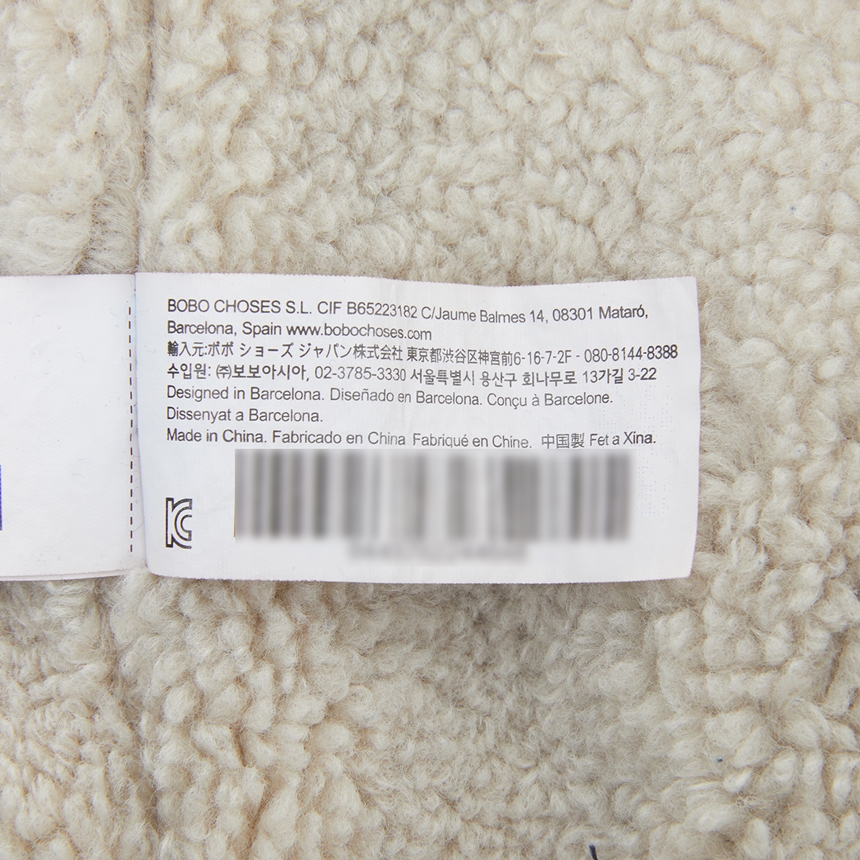 BOBO CHOSES S.L. CIF B65223182 C/Jaume Balmes 14, 08301 Mataró,
Barcelona, Spain www.bobochoses.com
輸入元:ボボ ショーズ ジャパン株式会社 東京都渋谷区神宮前6-16-7-2F - 080-8144-8388
수입원: ㈜보보아시아, 02-3785-3330 서울특별시 용산구 회나무로 13가길 3-22
Designed in Barcelona. Diseñado en Barcelona. Conçu à Barcelone.
Dissenyat a Barcelona.
Made in China. Fabricado en China Fabriqué en Chine. 中国製 Fet a Xina.